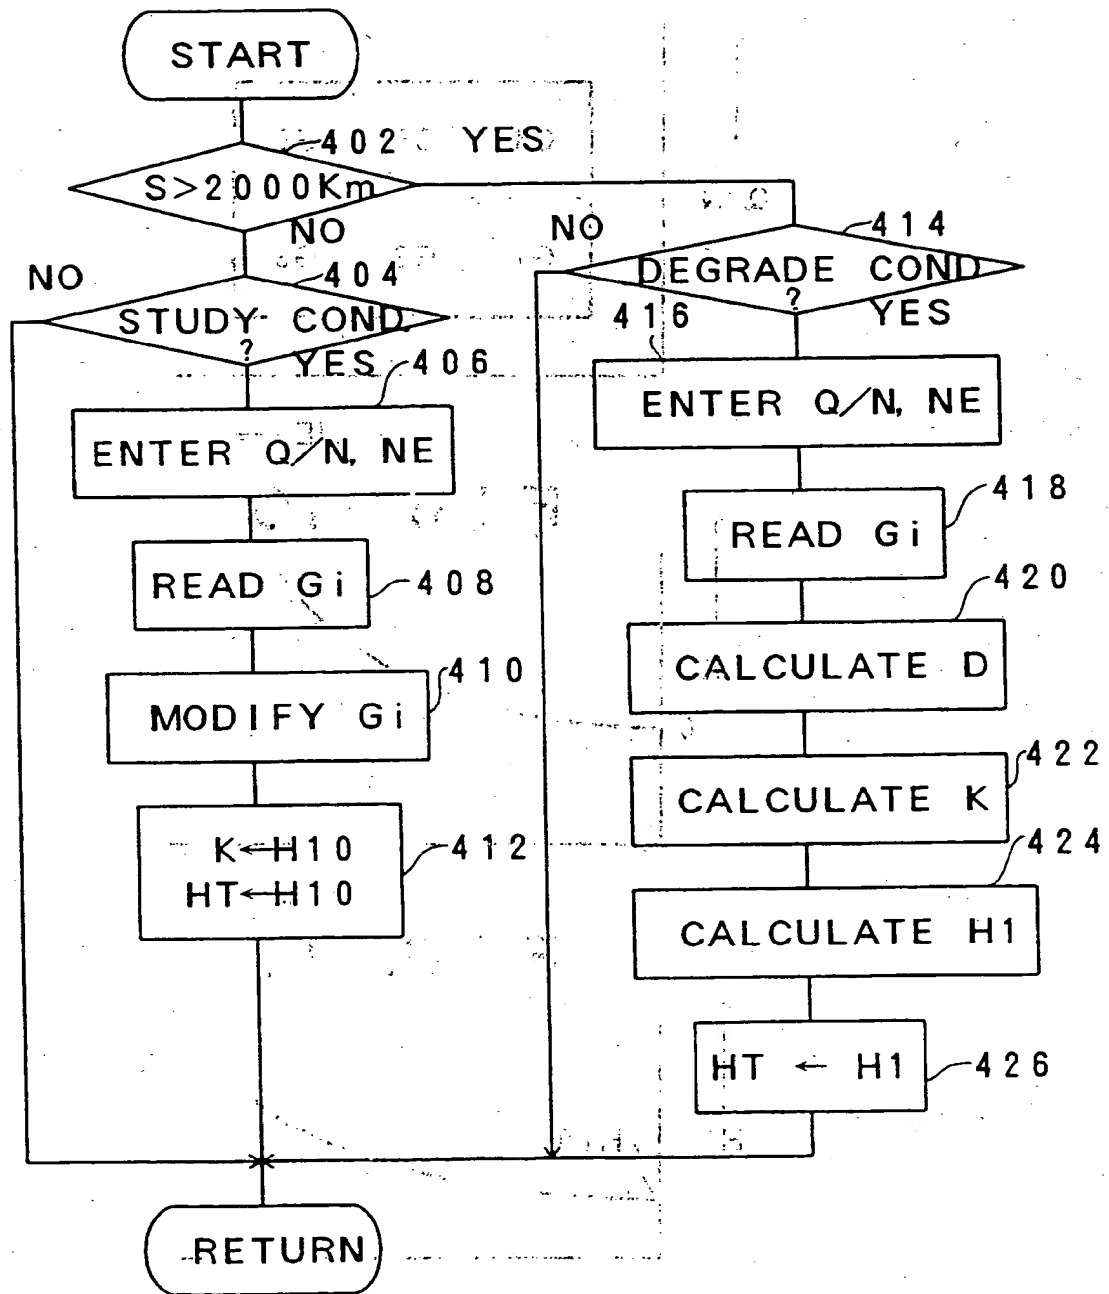 START
402
YES
S>2000Km
NO
404
NO
STUDY COND.
?
YES
406
ENTER Q/N, NE
READ Gi
408
410
MODIFY Gi
K←H10
HT←H10
412
NO
414
DEGRADE COND
?
YES
416
ENTER Q/N, NE
418
READ Gi
420
CALCULATE D
422
CALCULATE K
424
CALCULATE H1
HT ← H1
426
RETURN